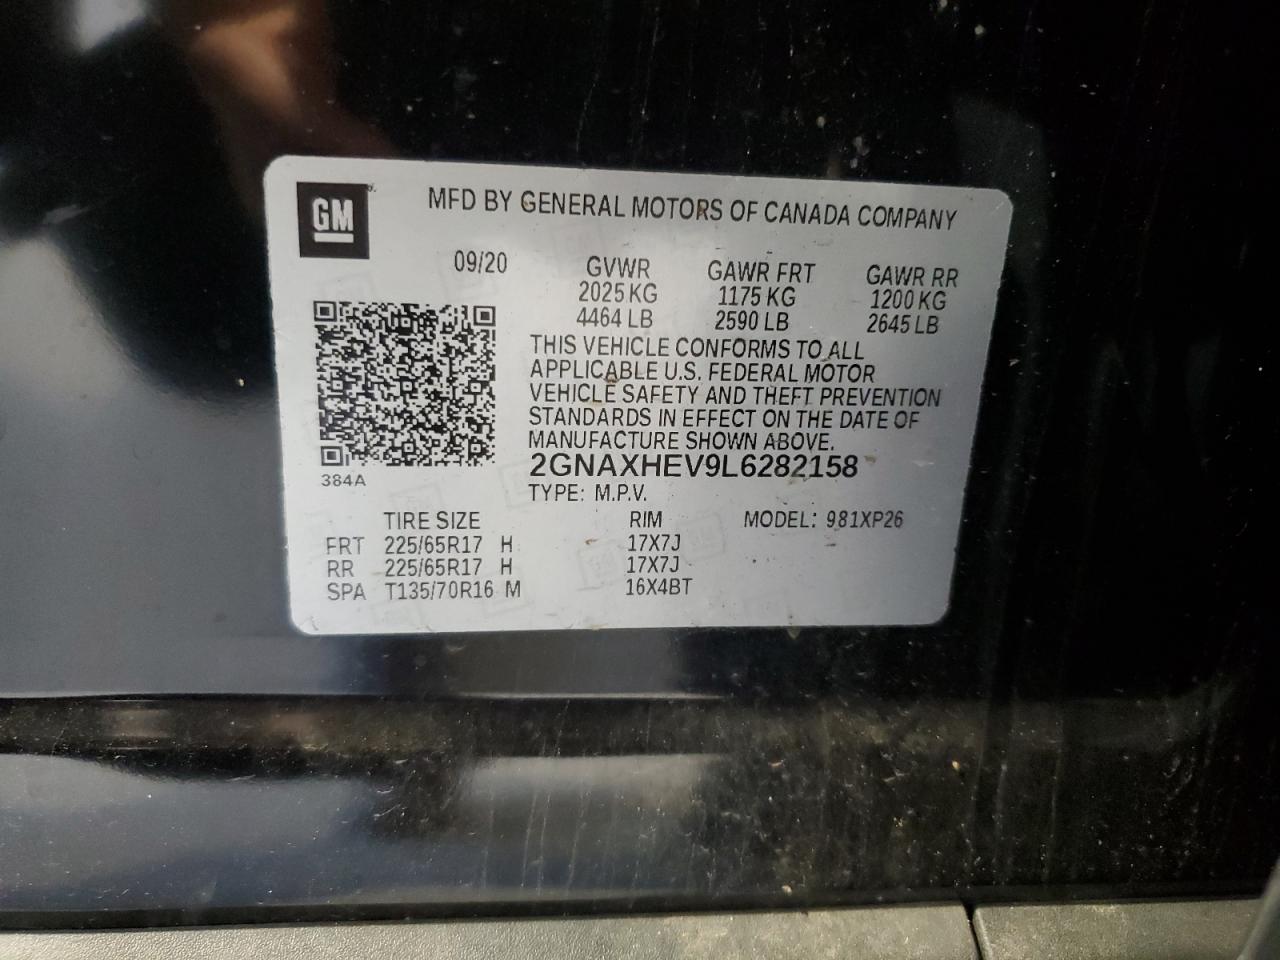 GM
MFD BY GENERAL MOTORS OF CANADA COMPANY
09/20 GVWR GAWR FRT GAWR RR
2025 KG 1175 KG 1200 KG
4464 LB 2590 LB 2645 LB
THIS VEHICLE CONFORMS TO ALL
APPLICABLE U.S. FEDERAL MOTOR
VEHICLE SAFETY AND THEFT PREVENTION
STANDARDS IN EFFECT ON THE DATE OF
MANUFACTURE SHOWN ABOVE.
2GNAXHEV9L6282158
384A
TYPE: M.P.V.
TIRE SIZE RIM MODEL: 981XP26
FRT 225/65R17 H 17X7J
RR 225/65R17 H 17X7J
SPA T135/70R16 M 16X4BT